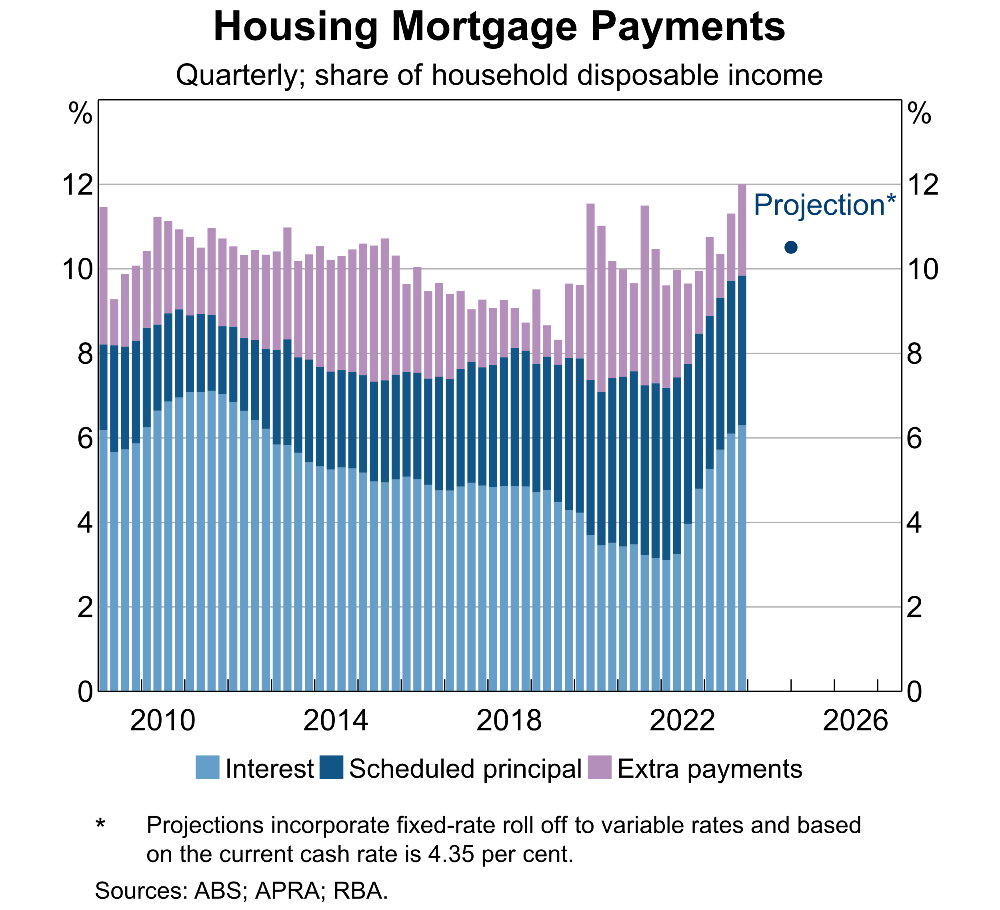 Housing Mortgage Payments
Quarterly; share of household disposable income
% %
12 12
Projection*
10 10
8 8
6 6
4 4
2 2
0 0
2010 2014 2018 2022 2026
Interest Scheduled principal Extra payments
* Projections incorporate fixed-rate roll off to variable rates and based
on the current cash rate is 4.35 per cent.
Sources: ABS; APRA; RBA.